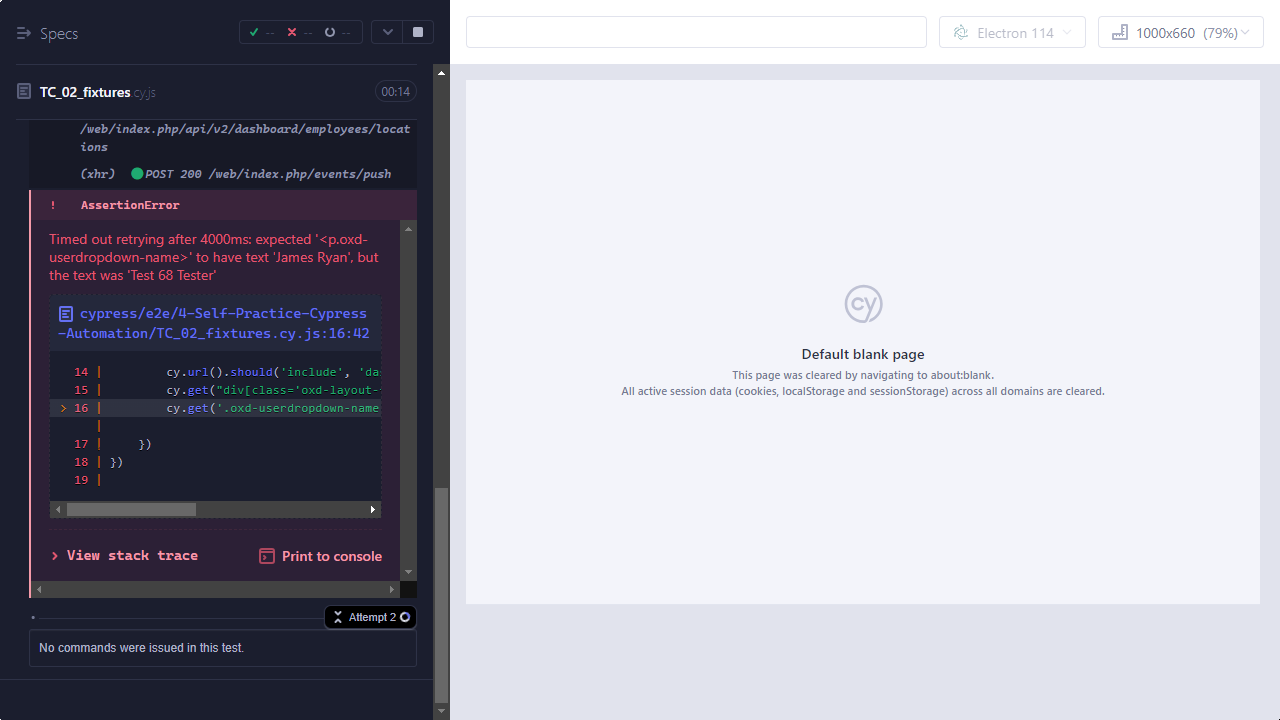 Specs
--
--
--
Electron 114
1000x660 (79%)
TC_02_fixtures.cy.js
00:14
/web/index.php/api/v2/dashboard/employees/locat
ions
(xhr) POST 200 /web/index.php/events/push
! AssertionError
Timed out retrying after 4000ms: expected '<p.oxd-
userdropdown-name>' to have text 'James Ryan', but
the text was 'Test 68 Tester'
cypress/e2e/4-Self-Practice-Cypress
-Automation/TC_02_fixtures.cy.js:16:42
14 | cy.url().should('include', 'da
15 | cy.get("div[class='oxd-layout-
> 16 | cy.get('.oxd-userdropdown-name
|
17 | })
18 | })
19 |
> View stack trace
Print to console
Attempt 2
No commands were issued in this test.
cy
Default blank page
This page was cleared by navigating to about:blank.
All active session data (cookies, localStorage and sessionStorage) across all domains are cleared.